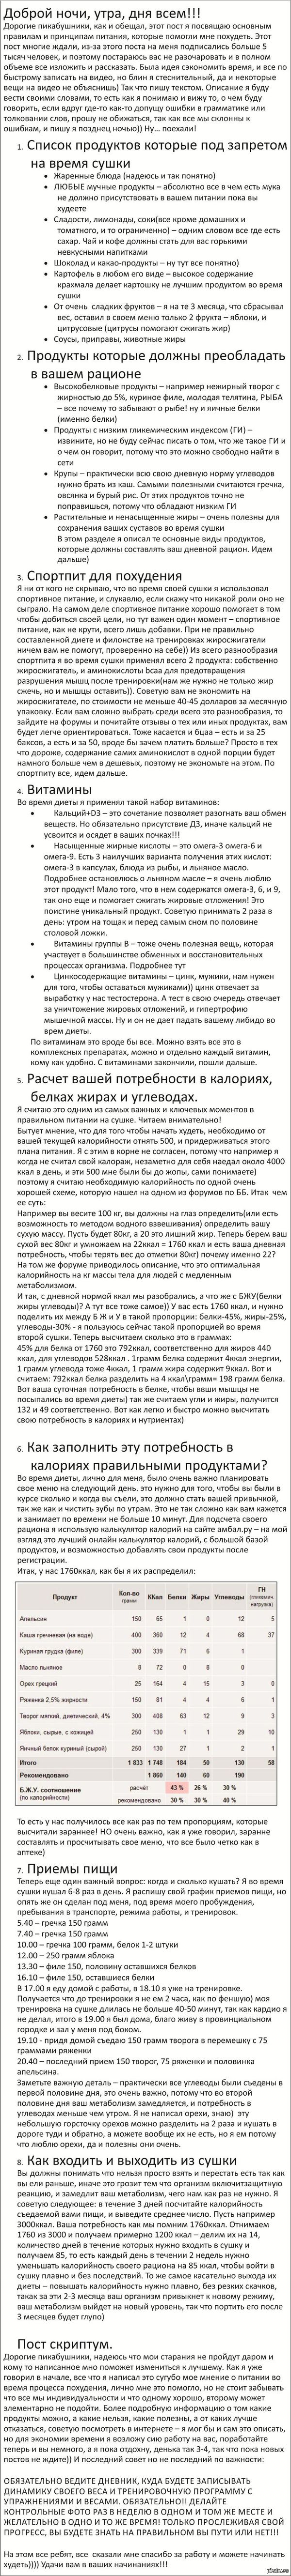 Доброй ночи, утра, дня всем!!!
Дорогие пикабушники, как и обещал, этот пост я посвящаю основным
правилам и принципам питания, которые помогли мне похудеть. Этот
пост многие ждали, из-за этого поста на меня подписались больше 5
тысяч человек, и поэтому постараюсь вас не разочаровать и в полном
объеме все изложить и рассказать. Была идея сэкономить время, и все по
быстрому записать на видео, но блин я стеснительный, да и некоторые
вещи на видео не объяснишь) Так что пишу текстом. Описание я буду
вести своими словами, то есть как я понимаю и вижу то, о чем буду
говорить, если вдруг где-то как-то допущу ошибки в грамматике или
толковании слов, прошу не обижаться, так как все мы склонны к
ошибкам, и пишу я позднец ночью)) Ну… поехали!
1. Список продуктов которые под запретом
на время сушки
• Жаренные блюда (надеюсь и так понятно)
• ЛЮБЫЕ мучные продукты – абсолютно все в чем есть мука
не должно присутствовать в вашем питании пока вы
худеете
• Сладости, лимонады, соки(все кроме домашних и
томатного, и то ограниченно) – одним словом все где есть
сахар. Чай и кофе должны стать для вас горькими
невкусными напитками
• Шоколад и какао-продукты – ну тут все понятно)
• Картофель в любом его виде – высокое содержание
крахмала делает картошку не лучшим продуктом во время
сушки
• От очень сладких фруктов – я на те 3 месяца, что сбрасывал
вес, оставил в своем меню только 2 фрукта – яблоки, и
цитрусовые (цитрусы помогают сжигать жир)
• Соусы, приправы, животные жиры
2. Продукты которые должны преобладать
в вашем рационе
• Высокобелковые продукты – например нежирный творог с
жирностью до 5%, куриное филе, молодая телятина, РЫБА
– все почему то забывают о рыбе! ну и яичные белки
(именно белки)
• Продукты с низким гликемическим индексом (ГИ) –
извините, но не буду сейчас писать о том, что же такое ГИ и
о чем он говорит, потому что это можно свободно найти в
сети
• Крупы – практически всю свою дневную норму углеводов
нужно брать из каш. Самыми полезными считаются гречка,
овсянка и бурый рис. От этих продуктов точно не
поправишься, потому что обладают низким ГИ
• Растительные и ненасыщенные жиры – очень полезны для
сохранения ваших суставов во время сушки
В этом разделе я описал те основные виды продуктов,
которые должны составлять ваш дневной рацион. Идем
дальше)
3. Спортпит для похудения
Я ни от кого не скрываю, что во время своей сушки я использовал
спортивное питание, и слукавлю, если скажу что никакой роли оно не
сыграло. На самом деле спортивное питание хорошо помогает в том
чтобы добиться своей цели, но тут важен один момент – спортивное
питание, как не крути, всего лишь добавки. При не правильно
составленной диете и филонстве на тренировках жиросжигатели
ничем вам не помогут, проверенно на себе)) И из всего разнообразия
спортпита я во время сушки применял всего 2 продукта: собственно
жиросжигатель, и аминокислоты bcaa для предотвращения
разрушения мышц после тренировки(нам же нужно не только жир
сжечь, но и мышцы оставить)). Советую вам не экономить на
жиросжигателе, по стоимости не меньше 40-45 долларов за месячную
упаковку. Если вам сложно выбрать среди всего это разнообразия, то
зайдите на форумы и почитайте отзывы о тех или иных продуктах, вам
будет легче ориентироваться. Тоже касается и бцаа – есть и за 25
баксов, а есть и за 50, вроде бы зачем платить больше? Просто в тех
что дороже, содержание самих аминокислот в одной порции будет
намного больше чем в дешевых, поэтому не экономьте на этом. По
спортпиту все, идем дальше.
4. Витамины
Во время диеты я применял такой набор витаминов:
• Кальций+D3 – это сочетание позволяет разогнать ваш обмен
веществ. Но обязательно присутствие Д3, иначе кальций не
усвоится и осядет в ваших почках!!!
• Насыщенные жирные кислоты – это омега-3 омега-6 и
омега-9. Есть 3 наилучших варианта получения этих кислот:
омега-3 в капсулах, блюда из рыбы, и льняное масло.
Подробнее остановлюсь о льняном масле – я очень люблю
этот продукт! Мало того, что в нем содержатся омега-3, 6, и 9,
так оно еще и помогает сжигать жировые отложения! Это
поистине уникальный продукт. Советую принимать 2 раза в
день: утром на тощак и перед самым сном по половине
столовой ложки.
• Витамины группы В – тоже очень полезная вещь, которая
участвует в большинстве обменных и восстановительных
процессах организма. Подробнее тут
• Цинкосодержащие витамины – цинк, мужики, нам нужен
для того, чтобы оставаться мужиками)) цинк отвечает за
выработку у нас тестостерона. А тест в свою очередь отвечает
за уничтожение жировых отложений, и гипертрофию
мышечной массы. Ну и он не дает падать вашему либидо во
врем диеты.
По витаминам это вроде бы все. Можно взять все это в
комплексных препаратах, можно и отдельно каждый витамин,
кому как удобно. С витаминами закончили, пошли дальше.
5. Расчет вашей потребности в калориях,
белках жирах и углеводах.
Я считаю это одним из самых важных и ключевых моментов в
правильном питании на сушке. Читаем внимательно!
Бытует мнение, что для того чтобы начать худеть, необходимо от
вашей текущей калорийности отнять 500, и придерживаться этого
плана питания. Я с этим в корне не согласен, потому что например я
когда не считал свой калораж, незаметно для себя наедал около 4000
ккал в день, и эти 500 мне были бы до жопы, сами понимаете)
поэтому я считаю необходимую калорийность по одной очень
хорошей схеме, которую нашел на одном из форумов по ББ. Итак чем
ее суть:
Например вы весите 100 кг, вы должны на глаз определить(или есть
возможность то методом водного взвешивания) определить вашу
сухую массу. Пусть будет 80кг, а 20 это лишний жир. Теперь берем ваш
сухой вес 80кг и умножаем на 22ккал = 1760 ккал и есть ваша дневная
потребность, чтобы терять вес до отметки 80кг) почему именно 22?
На том же форуме приводилось описание, что это оптимальная
калорийность на кг массы тела для людей с медленным
метаболизмом.
И так, с дневной нормой ккал мы разобрались, а что же с БЖУ(белки
жиры углеводы)? А тут все тоже самое)) У вас есть 1760 ккал, и нужно
поделить их между Б Ж и У в такой пропорции: белки-45%, жиры-25%,
углеводы-30% - я пользуюсь сейчас такой пропорцией во время
второй сушки. Теперь высчитаем сколько это в граммах:
45% для белка от 1760 это 792ккал, соответственно для жиров 440
ккал, для углеводов 528ккал . 1грамм белка содержит 4ккал энергии,
1 грамм углевода тоже 4ккал, 1 грамм жира содержит 9ккал. Вот и
считаем: 792ккал белка разделить на 4 ккал\грамм= 198 грамм белка.
Вот ваша суточная потребность в белке, чтобы ваши мышцы не
посыпались во время диеты) так же считаем угли и жиры, получится
132 и 49 соответственно. Вот как легко и быстро можно высчитать
свою потребность в калориях и нутриентах)
6. Как заполнить эту потребность в
калориях правильными продуктами?
Во время диеты, лично для меня, было очень важно планировать
свое меню на следующий день. это нужно для того, чтобы вы были в
курсе сколько и когда вы съели, это должно стать вашей привычкой,
так же как и чистить зубы по утрам. Это не так сложно как вам кажется
и занимает по времени не больше 10 минут. Для подсчета своего
рациона я использую калькулятор калорий на сайте амбал.ру – на мой
взгляд это лучший онлайн калькулятор калорий, с большой базой
продуктов, и возможностью добавлять свои продукты после
регистрации.
Итак, у нас 1760ккал, как бы я их распределил:
Продукт Кол-во грамм ККал Белки Жиры Углеводы ГН (гликемич. нагрузка)
Апельсин 150 65 1 0 12 5
Каша гречневая (на воде) 400 360 12 4 68 37
Куриная грудка (филе) 300 339 71 6 1
Масло льняное 8 72 0 8 0
Орех грецкий 25 164 4 15 3 0
Ряженка 2,5% жирности 150 81 4 4 6 1
Творог мягкий, диетический, 4% 300 408 63 12 9 3
Яблоки, сырые, с кожицей 250 130 1 1 29 10
Яичный белок куриный (сырой) 250 130 27 1 2 1
Итого 1 833 1 748 184 50 130 58
Рекомендовано 1 860 140 60 190
Б.Ж.У. соотношение расчёт 43 % 26 % 30 %
(по калорийности) рекомендовано 30 % 30 % 40 %
То есть у нас получилось все как раз по тем пропорциям, которые
высчитали зараннее! НО очень важно, как я уже говорил, заранее
составлять и просчитывать свое меню, что все было четко как в
аптеке)
7. Приемы пищи
Теперь еще один важный вопрос: когда и сколько кушать? Я во время
сушки кушал 6-8 раз в день. Я распишу свой график приемов пищи, но
опять же он сделан под меня, под время моего пробуждения,
пребывания в транспорте, режима работы, и тренировок.
5.40 – гречка 150 грамм
7.40 – гречка 150 грамм
10.00 – гречка 100 грамм, белок 1-2 штуки
12.00 – 250 грамм яблока
13.30 – филе 150, половину оставшихся белков
16.10 – филе 150, оставшиеся белки
В 17.00 я еду домой с работы, в 18.10 я уже на тренировке.
Получается что до тренировки я не ем 2 часа, как по феншую) моя
тренировка на сушке длилась не больше 40-50 минут, так как кардио я
не делал, итого в 19.00 я был дома, благо живу в провинциальном
городке и зал у меня под боком.
19.10 - придя домой съедаю 150 грамм творога в перемешку с 75
граммами ряженки
20.40 – последний прием 150 творог, 75 ряженки и половинка
апельсина.
Заметьте важную деталь – практически все углеводы были съедены в
первой половине дня, это очень важно, потому что во второй
половине дня ваш метаболизм замедляется, и потребность в
углеводах меньше чем утром. Я не написал орехи, знаю) эту
небольшую горсточку орехов можно разделить на 2 раза и кушать в
дороге туди и обратно, а можете вообще их не есть, но я ем потому
что люблю орехи, да и полезны они очень.
8. Как входить и выходить из сушки
Вы должны понимать что нельзя просто взять и перестать есть так как
вы ели раньше, иначе это грозит тем что организм включитзащитную
реакцию, и замедлит ваш метаболизм, чего нам как раз не нужно. Я
советую следующее: в течение 3 дней посчитайте калорийность
съедаемой вами пищи, и выведите среднее число. Пусть например
3000ккал. Ваша потребность как мы помним 1760ккал. Отнимаем
1760 из 3000 и получаем примерно 1200 ккал – делим их на 14,
количество дней в течение которых нужно входить в сушку и
получаем 85, то есть каждый день в течении 2 недель нужно
уменьшать калорийность своего рациона на 85 ккал, чтобы войти в
сушку плавно и без последствий. То же самое касательно выхода их
диеты – повышать калорийность нужно плавно, без резких скачков,
такак за эти 2-3 месяца ваш организм привыкнет к новому режиму,
ваш метаболизм выйдет на новый уровень, так что портить его после
3 месяцев будет глупо)
Пост скриптум.
Дорогие пикабушники, надеюсь что мои старания не пройдут даром и
кому то написанное мно поможет измениться к лучшему. Как я уже
говорил в начале, все что я написал это сугубо мое мнение о питании во
время процесса похудения, лично мне это помогло, но не стоит забывать
что все мы индивидуальности и что одному хорошо, второму может
элементарно не подойти. Более подробную информацию о том какие
продукты можно, а какие нельзя, какие полезны, а от каких лучше
отказаться, советую посмотреть в интернете – я мог бы и сам это описать,
но для экономии времени я возложу сию работу на вас, поработайте
теперь и вы немного, а я пока отдохну, денька так 3-4, так что пока новых
постов не ждите)) И последний совет но не последний по важности:
ОБЯЗАТЕЛЬНО ВЕДИТЕ ДНЕВНИК, КУДА БУДЕТЕ ЗАПИСЫВАТЬ
ДИНАМИКУ СВОЕГО ВЕСА И ТРЕНИРОВОЧНУЮ ПРОГРАММУ С
УПРАЖНЕНИЯМИ И ВЕСАМИ. ОБЯЗАТЕЛЬНО!! ДЕЛАЙТЕ
КОНТРОЛЬНЫЕ ФОТО РАЗ В НЕДЕЛЮ В ОДНОМ И ТОМ ЖЕ МЕСТЕ И
ЖЕЛАТЕЛЬНО В ОДНО И ТО ЖЕ ВРЕМЯ! ТОЛЬКО ПРОСЛЕЖИВАЯ СВОЙ
ПРОГРЕСС, ВЫ БУДЕТЕ ЗНАТЬ НА ПРАВИЛЬНОМ ВЫ ПУТИ ИЛИ НЕТ!!!
На этом все ребят, все сказали мне спасибо за работу и можете начинать
худеть)))) Удачи вам в ваших начинаниях!!!
pikabu.ru